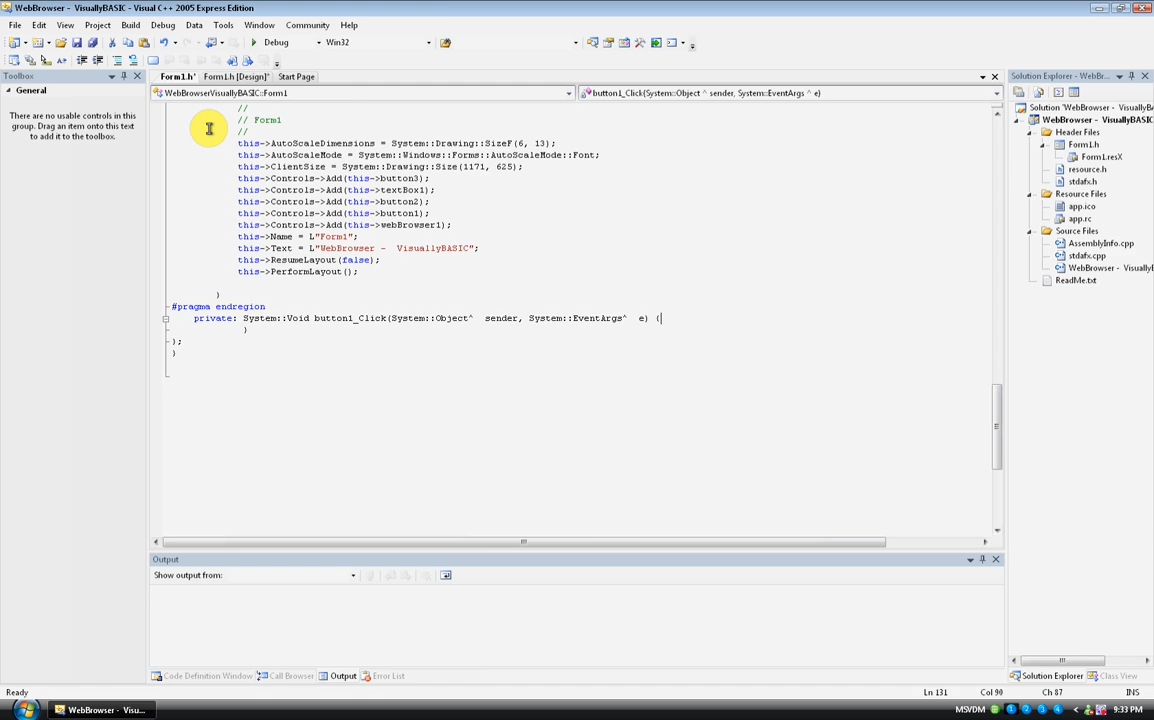 WebBrowser - VisuallyBASIC - Visual C++ 2005 Express Edition
File Edit View Project Build Debug Data Tools Window Community Help
Debug Win32
Toolbox
General
There are no usable controls in this
group. Drag an item onto this text
to add it to the toolbox.
Form1.h* Form1.h [Design]* Start Page
WebBrowserVisuallyBASIC::Form1
button1_Click(System::Object ^ sender, System::EventArgs ^ e)
//
// Form1
//
this->AutoScaleDimensions = System::Drawing::SizeF(6, 13);
this->AutoScaleMode = System::Windows::Forms::AutoScaleMode::Font;
this->ClientSize = System::Drawing::Size(1171, 625);
this->Controls->Add(this->button3);
this->Controls->Add(this->textBox1);
this->Controls->Add(this->button2);
this->Controls->Add(this->button1);
this->Controls->Add(this->webBrowser1);
this->Name = L"Form1";
this->Text = L"WebBrowser -  VisuallyBASIC";
this->ResumeLayout(false);
this->PerformLayout();
}
#pragma endregion
private: System::Void button1_Click(System::Object^  sender, System::EventArgs^  e) {
}
};
}
Output
Show output from:
Code Definition Window Call Browser Output Error List
Solution Explorer - WebBr...
Solution 'WebBrowser - VisuallyB
WebBrowser - VisuallyBASIC
Header Files
Form1.h
Form1.resX
resource.h
stdafx.h
Resource Files
app.ico
app.rc
Source Files
AssemblyInfo.cpp
stdafx.cpp
WebBrowser - Visually
ReadMe.txt
Solution Explorer Class View
Ready Ln 131 Col 90 Ch 87 INS
WebBrowser - Visu...
MSVDM 1 2 3 4 9:33 PM